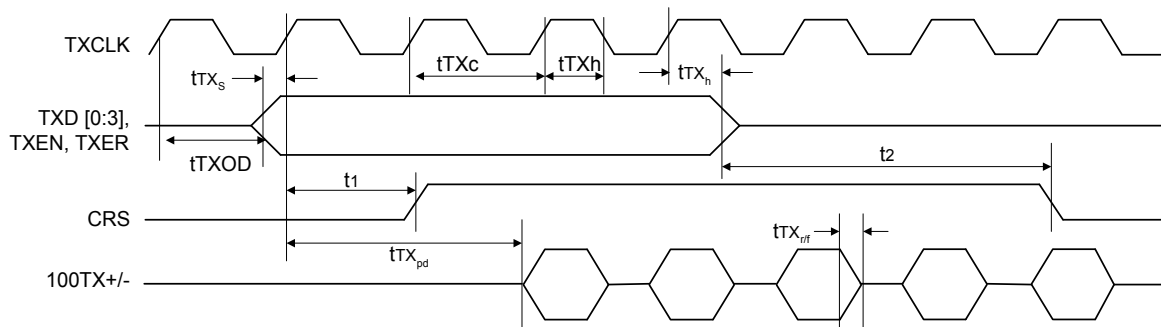 TXCLK
tTXS
tTXc
tTXh
tTXh
TXD [0:3],
TXEN, TXER
tTXOD
t2
t1
CRS
tTXpd
tTXr/f
100TX+/-